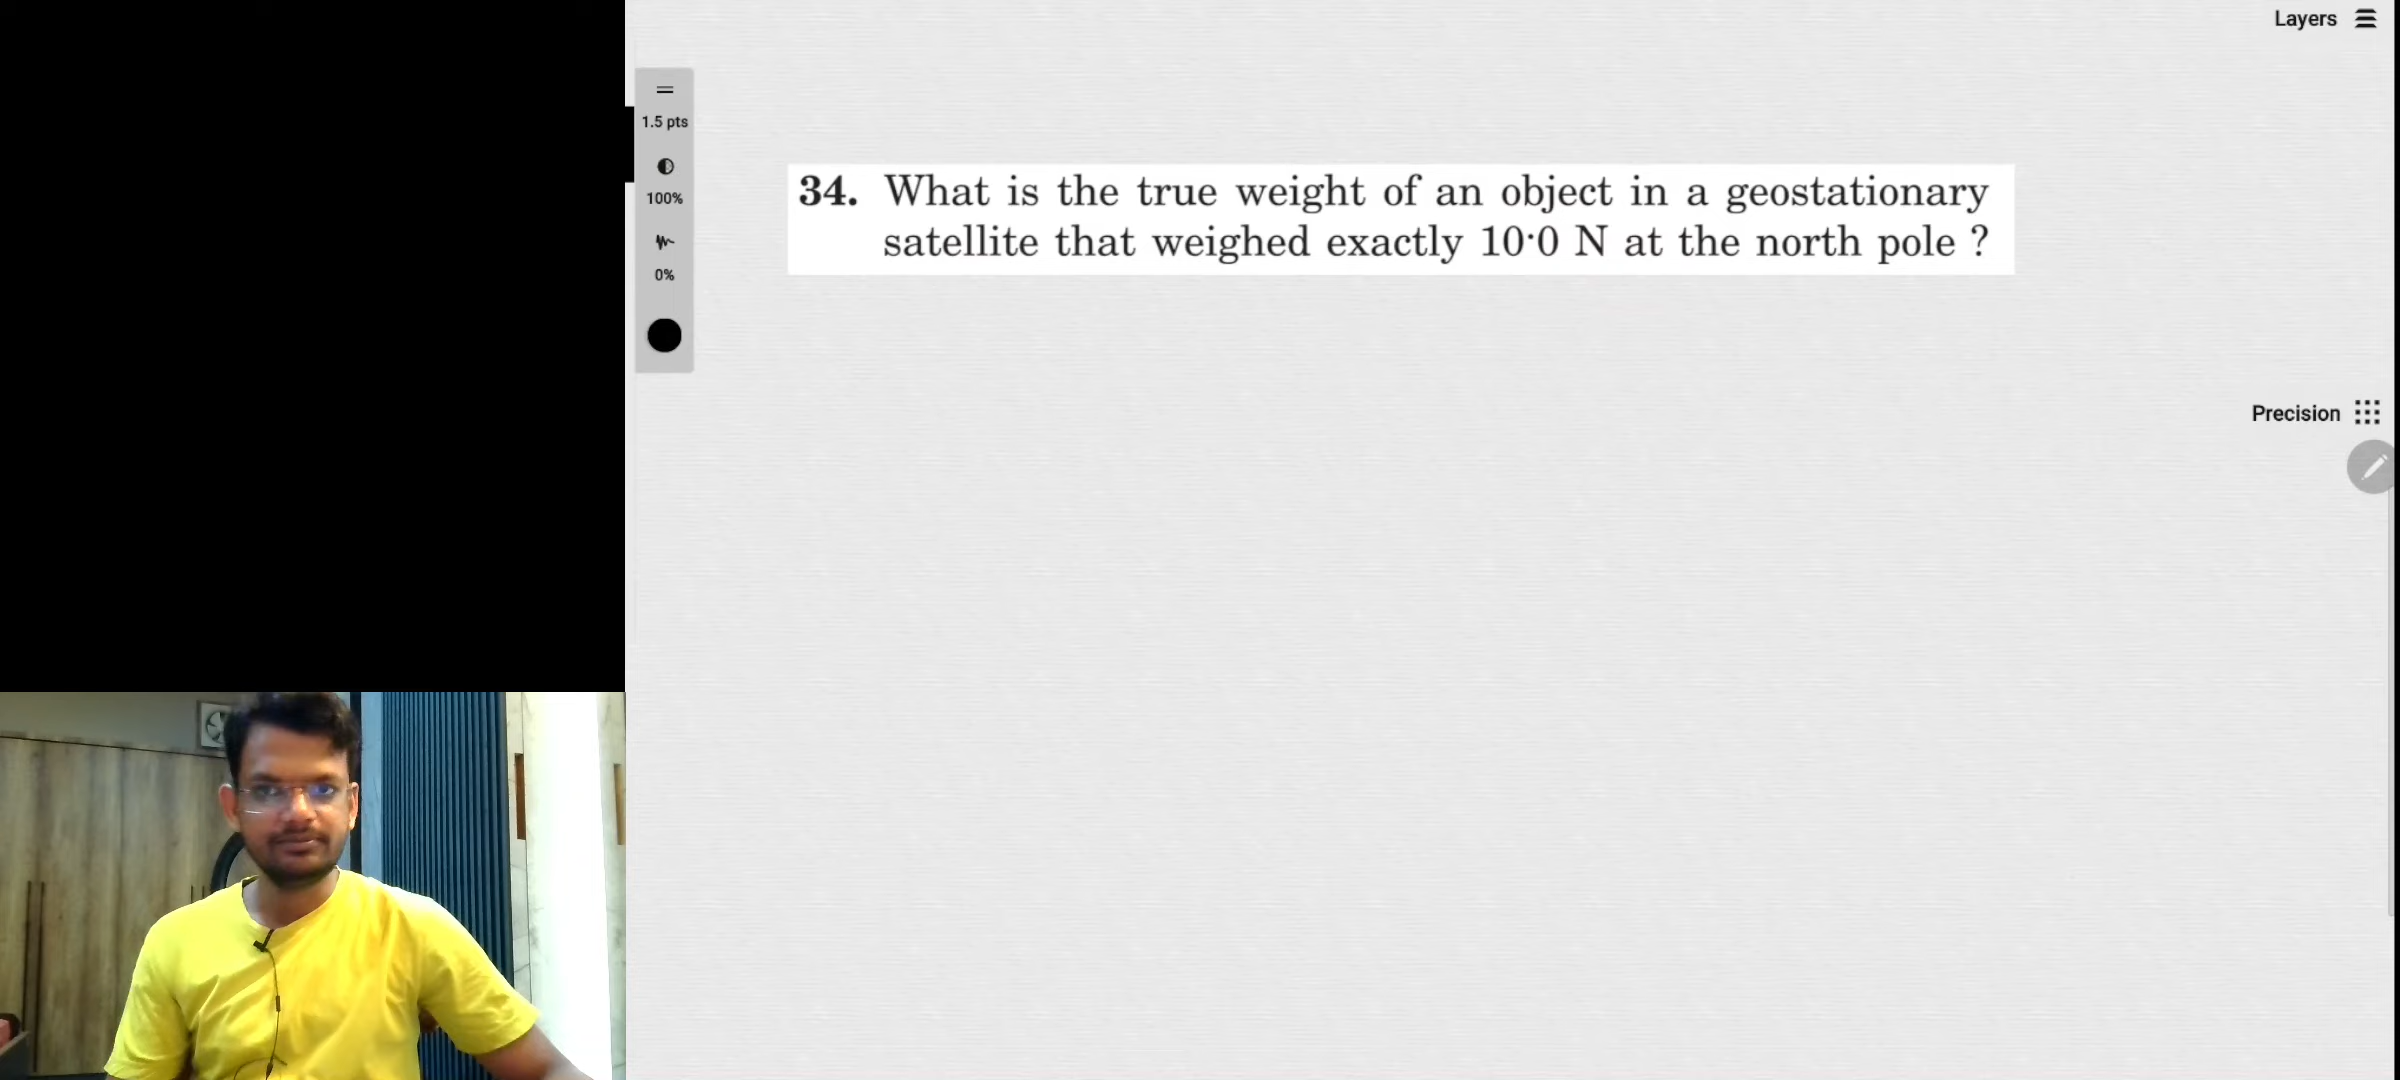 Layers
1.5 pts
100%
0%
34. What is the true weight of an object in a geostationary
satellite that weighed exactly 10·0 N at the north pole ?
Precision